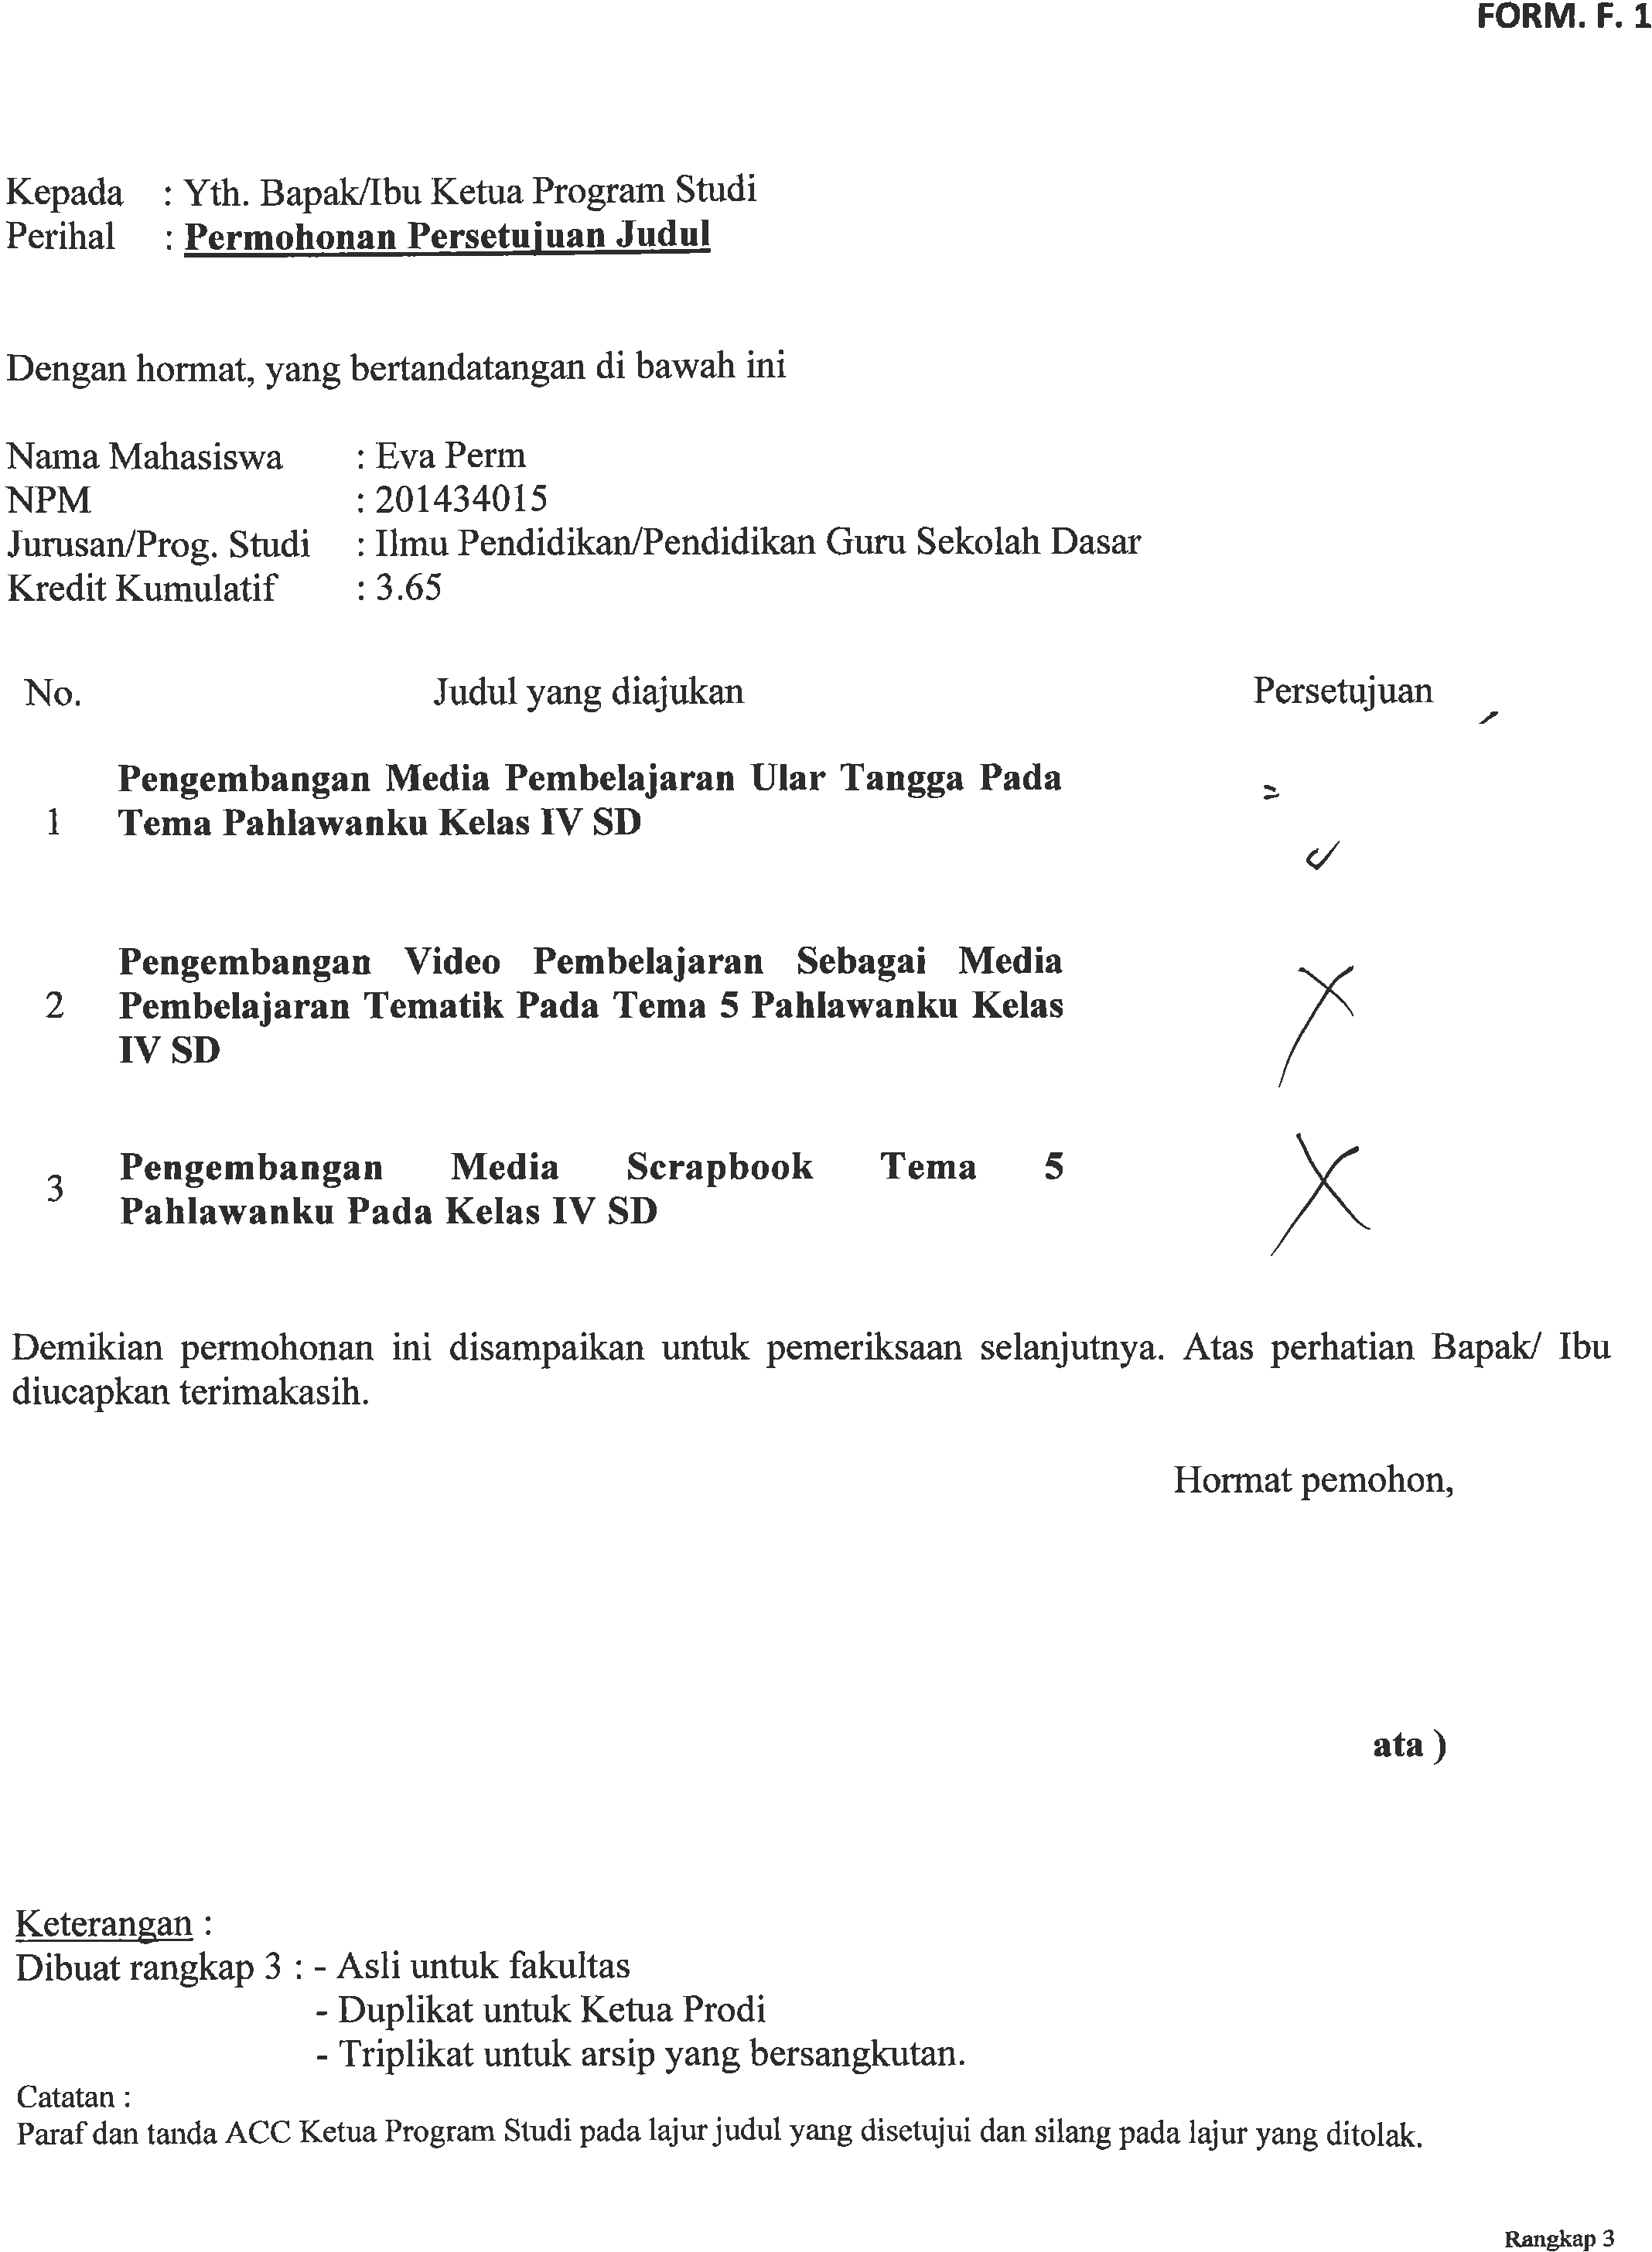 FORM. F. 1
Kepada : Yth. Bapak/Ibu Ketua Program Studi
Perihal : Permohonan Persetujuan Judul
Dengan hormat, yang bertandatangan di bawah ini
Nama Mahasiswa : Eva Perm
NPM : 201434015
Jurusan/Prog. Studi : Ilmu Pendidikan/Pendidikan Guru Sekolah Dasar
Kredit Kumulatif : 3.65
No. Judul yang diajukan Persetujuan
Pengembangan Media Pembelajaran Ular Tangga Pada
1 Tema Pahlawanku Kelas IV SD
Pengembangan Video Pembelajaran Sebagai Media
2 Pembelajaran Tematik Pada Tema 5 Pahlawanku Kelas
IV SD
3 Pengembangan Media Scrapbook Tema 5
Pahlawanku Pada Kelas IV SD
Demikian permohonan ini disampaikan untuk pemeriksaan selanjutnya. Atas perhatian Bapak/ Ibu
diucapkan terimakasih.
Hormat pemohon,
ata )
Keterangan :
Dibuat rangkap 3 : - Asli untuk fakultas
- Duplikat untuk Ketua Prodi
- Triplikat untuk arsip yang bersangkutan.
Catatan :
Paraf dan tanda ACC Ketua Program Studi pada lajur judul yang disetujui dan silang pada lajur yang ditolak.
Rangkap 3